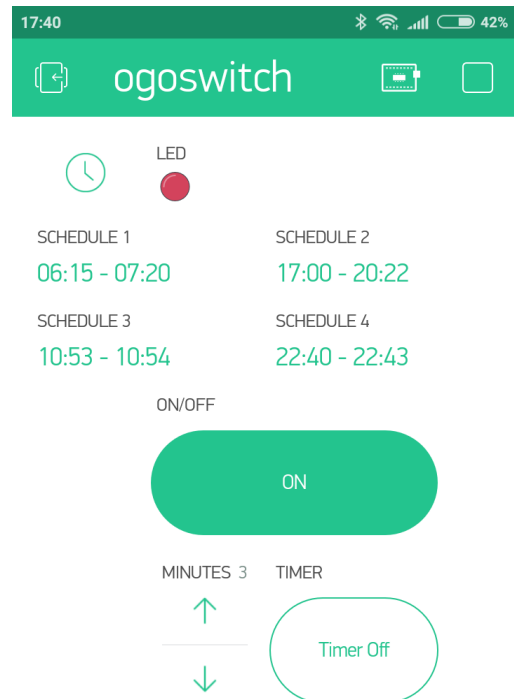 17:40 42%
ogoswitch
LED
SCHEDULE 1 SCHEDULE 2
06:15 - 07:20 17:00 - 20:22
SCHEDULE 3 SCHEDULE 4
10:53 - 10:54 22:40 - 22:43
ON/OFF
ON
MINUTES 3 TIMER
Timer Off